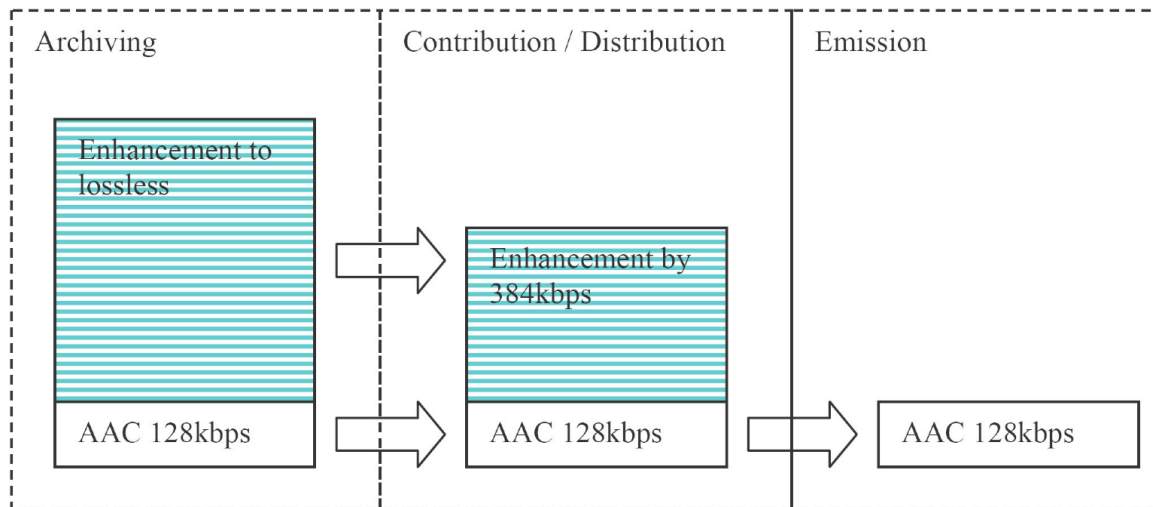 Archiving
Enhancement to
lossless
AAC 128kbps
Contribution / Distribution
Enhancement by
384kbps
AAC 128kbps
Emission
AAC 128kbps